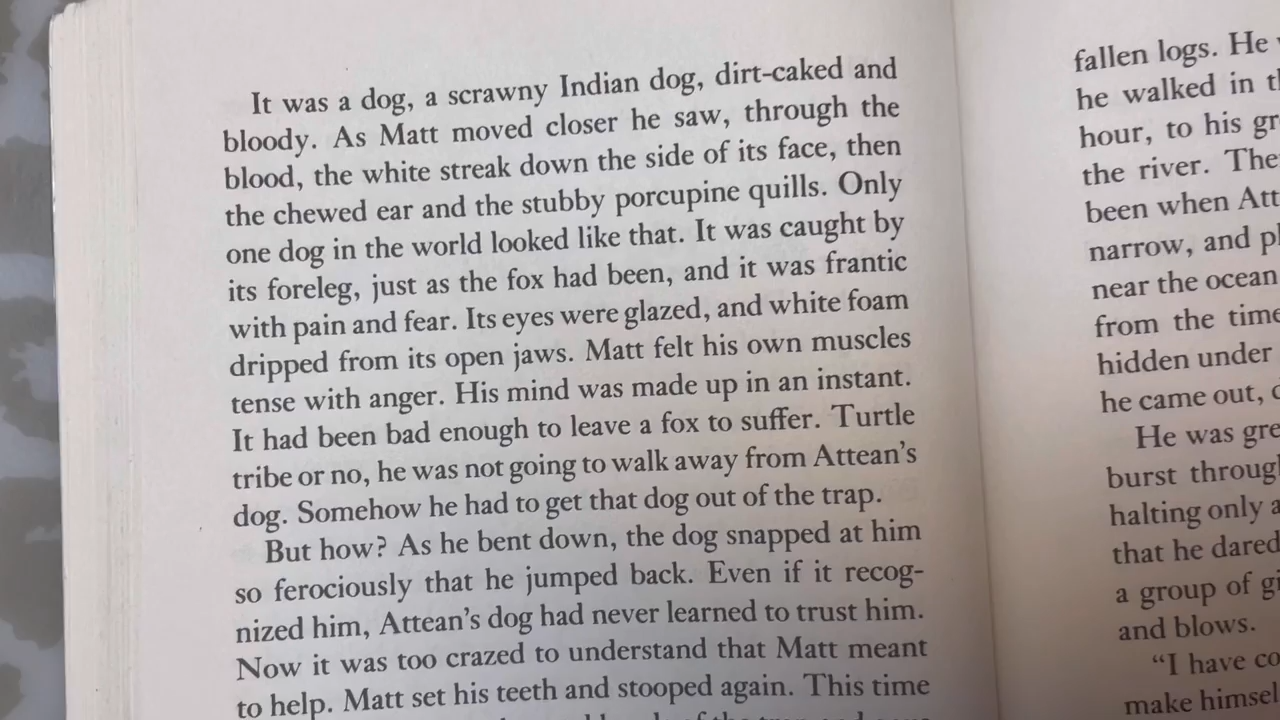 It was a dog, a scrawny Indian dog, dirt-caked and
bloody. As Matt moved closer he saw, through the
blood, the white streak down the side of its face, then
the chewed ear and the stubby porcupine quills. Only
one dog in the world looked like that. It was caught by
its foreleg, just as the fox had been, and it was frantic
with pain and fear. Its eyes were glazed, and white foam
dripped from its open jaws. Matt felt his own muscles
tense with anger. His mind was made up in an instant.
It had been bad enough to leave a fox to suffer. Turtle
tribe or no, he was not going to walk away from Attean's
dog. Somehow he had to get that dog out of the trap.
But how? As he bent down, the dog snapped at him
so ferociously that he jumped back. Even if it recog-
nized him, Attean's dog had never learned to trust him.
Now it was too crazed to understand that Matt meant
to help. Matt set his teeth and stooped again. This time
fallen logs. He
he walked in
hour, to his
the river.
been when
narrow, and
near the ocean
from the time
hidden under
he came out,
He was
burst
halting only
that he dared
a group of
and blows.
"I have
make